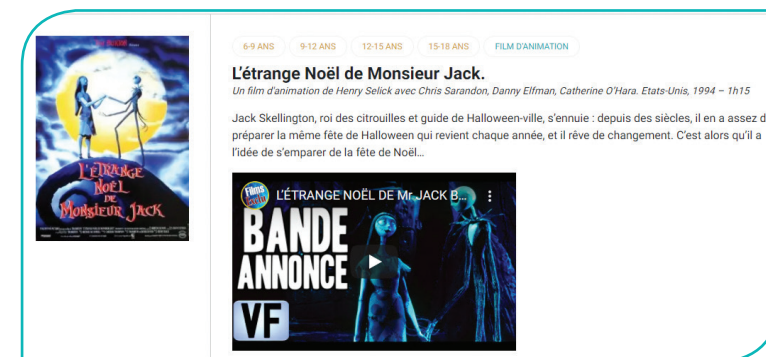 6-9 ANS 9-12 ANS 12-15 ANS 15-18 ANS FILM D'ANIMATION
L'étrange Noël de Monsieur Jack.
Un film d'animation de Henry Selick avec Chris Sarandon, Danny Elfman, Catherine O'Hara. Etats-Unis, 1994 – 1h15
Jack Skellington, roi des citrouilles et guide de Halloween-ville, s'ennuie : depuis des siècles, il en a assez d
préparer la même fête de Halloween qui revient chaque année, et il rêve de changement. C'est alors qu'il a
l'idée de s'emparer de la fête de Noël...
L'ÉTRANGE
NOËL
DE
MONSIEUR JACK
Films
L'ÉTRANGE NOËL DE Mr JACK B...
BANDE
ANNONCE
VF